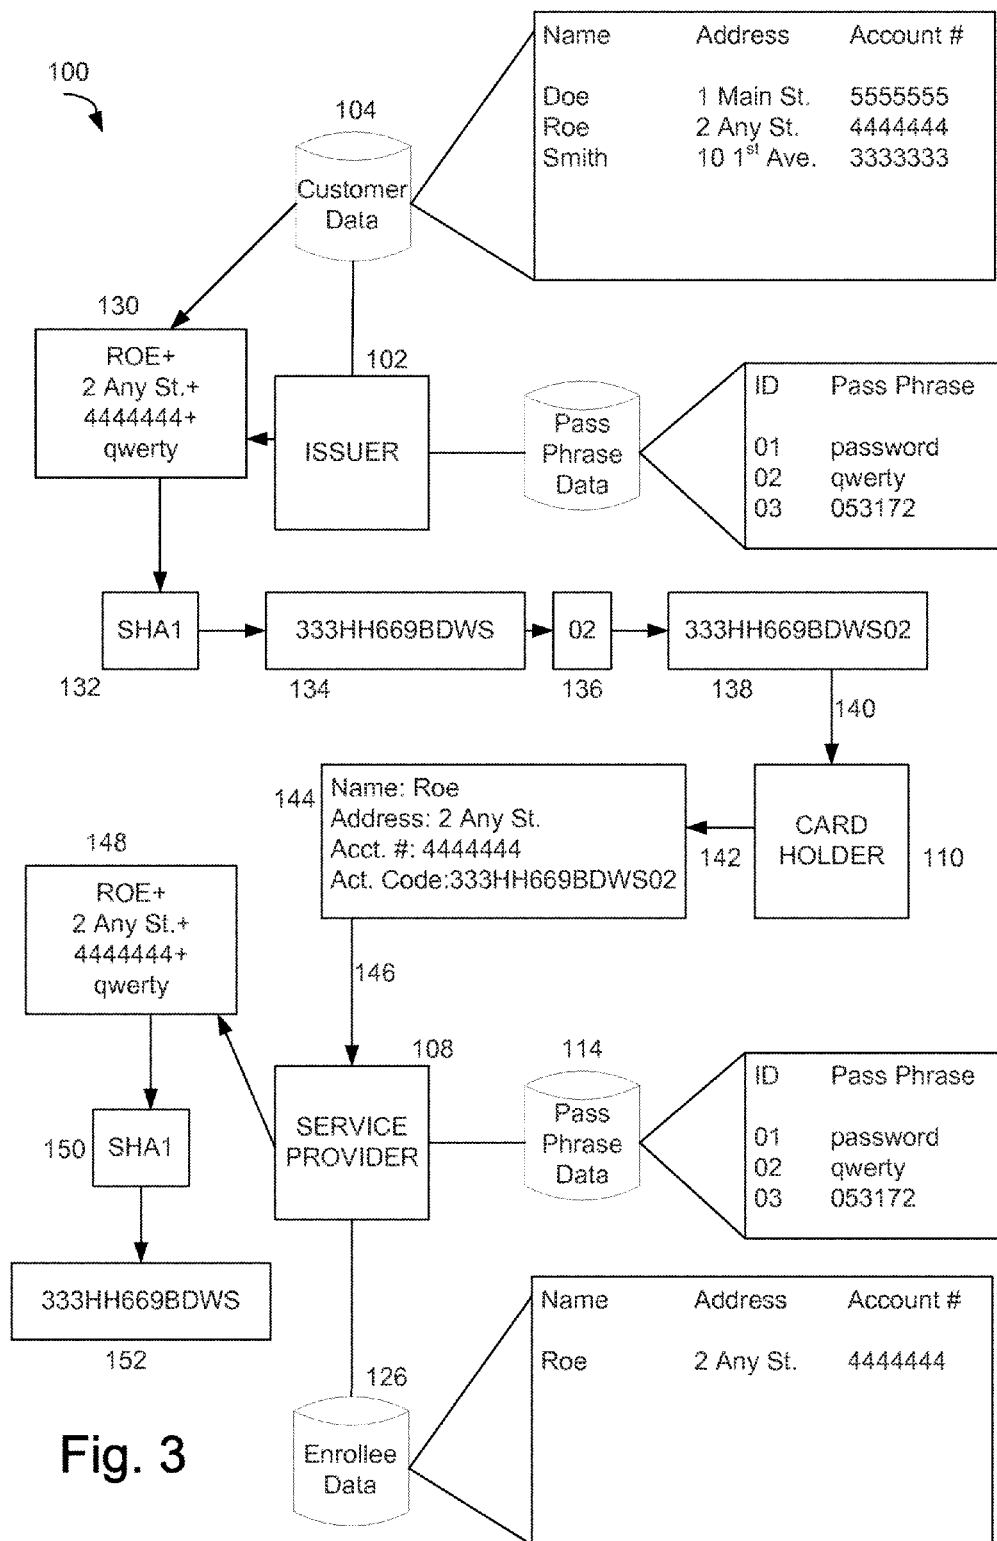 100
104
Customer
Data
Name Address Account #
Doe 1 Main St. 5555555
Roe 2 Any St. 4444444
Smith 10 1st Ave. 3333333
130
ROE+
2 Any St.+
4444444+
qwerty
102
ISSUER
Pass
Phrase
Data
ID Pass Phrase
01 password
02 qwerty
03 053172
SHA1
132
333HH669BDWS
134
02
136
333HH669BDWS02
138
140
144
Name: Roe
Address: 2 Any St.
Acct. #: 4444444
Act. Code:333HH669BDWS02
142
CARD
HOLDER
110
148
ROE+
2 Any St.+
4444444+
qwerty
146
108
SERVICE
PROVIDER
114
Pass
Phrase
Data
ID Pass Phrase
01 password
02 qwerty
03 053172
150
SHA1
333HH669BDWS
152
126
Enrollee
Data
Name Address Account #
Roe 2 Any St. 4444444
Fig. 3